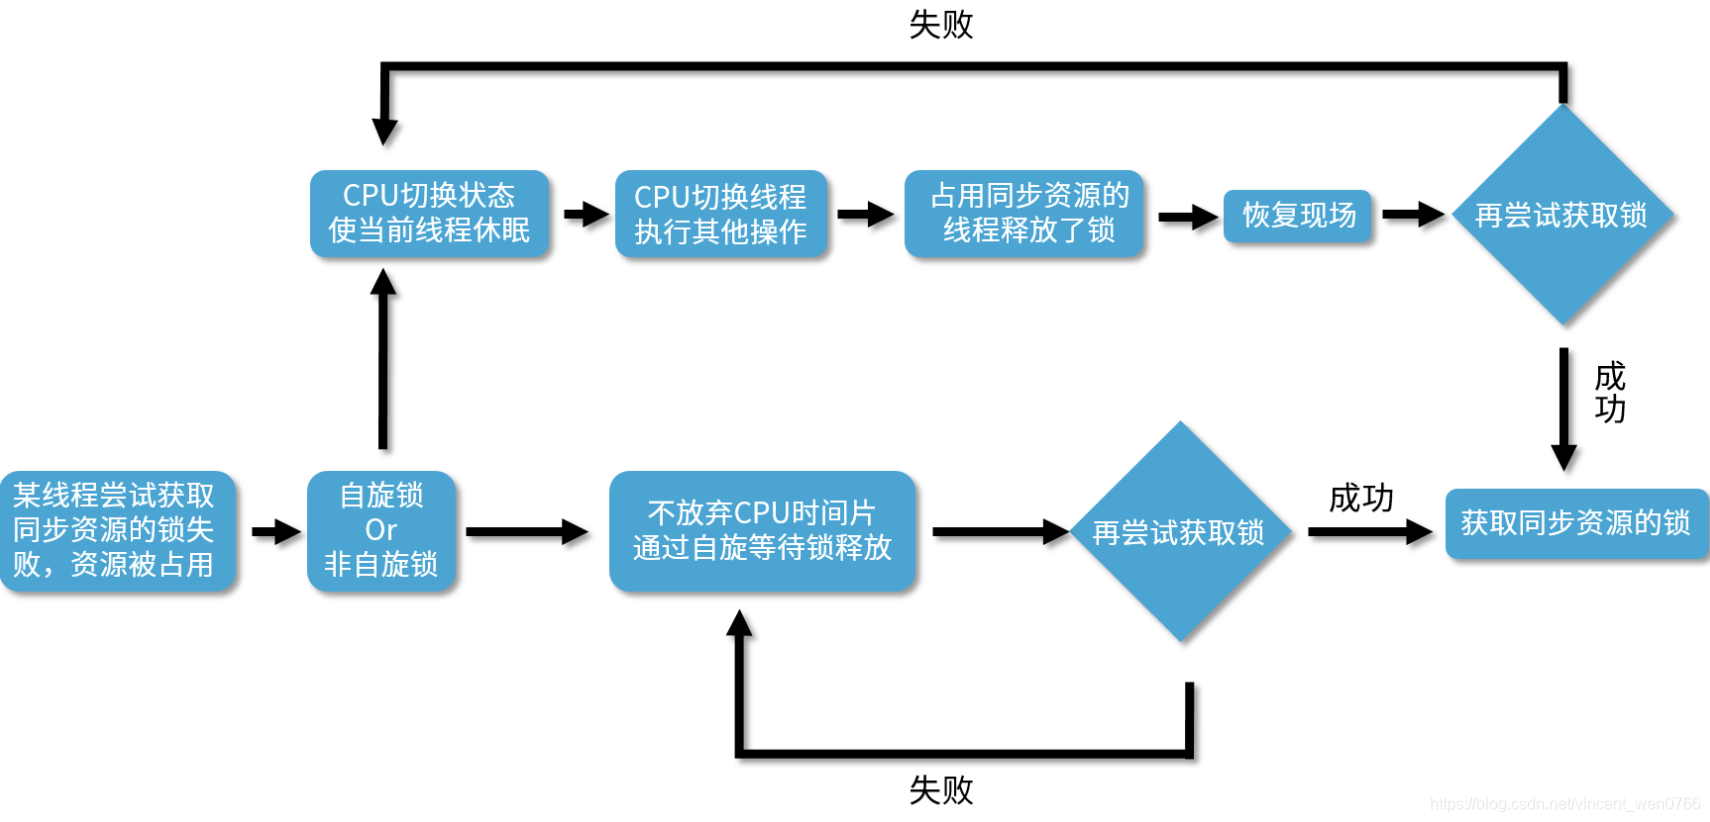 失败
CPU切换状态
使当前线程休眠
CPU切换线程
执行其他操作
占用同步资源的
线程释放了锁
恢复现场
再尝试获取锁
成
功
某线程尝试获取
同步资源的锁失
败，资源被占用
自旋锁
Or
非自旋锁
不放弃CPU时间片
通过自旋等待锁释放
再尝试获取锁
成功
获取同步资源的锁
失败
https://blog.csdn.net/vincent_wen0766